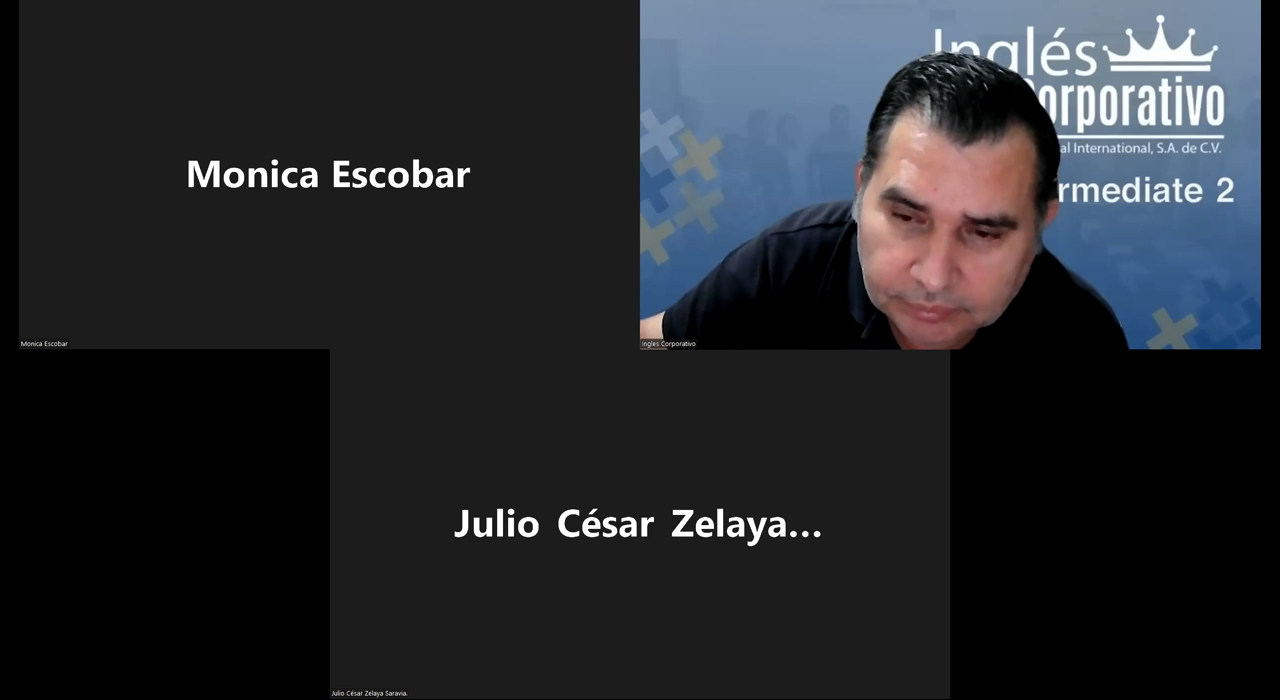 Monica Escobar
Monica Escobar
Inglés
orporativo
al International, S.A. de C.V.
rmediate 2
Ingles Corporativo
Julio César Zelaya...
Julio César Zelaya Saravia.